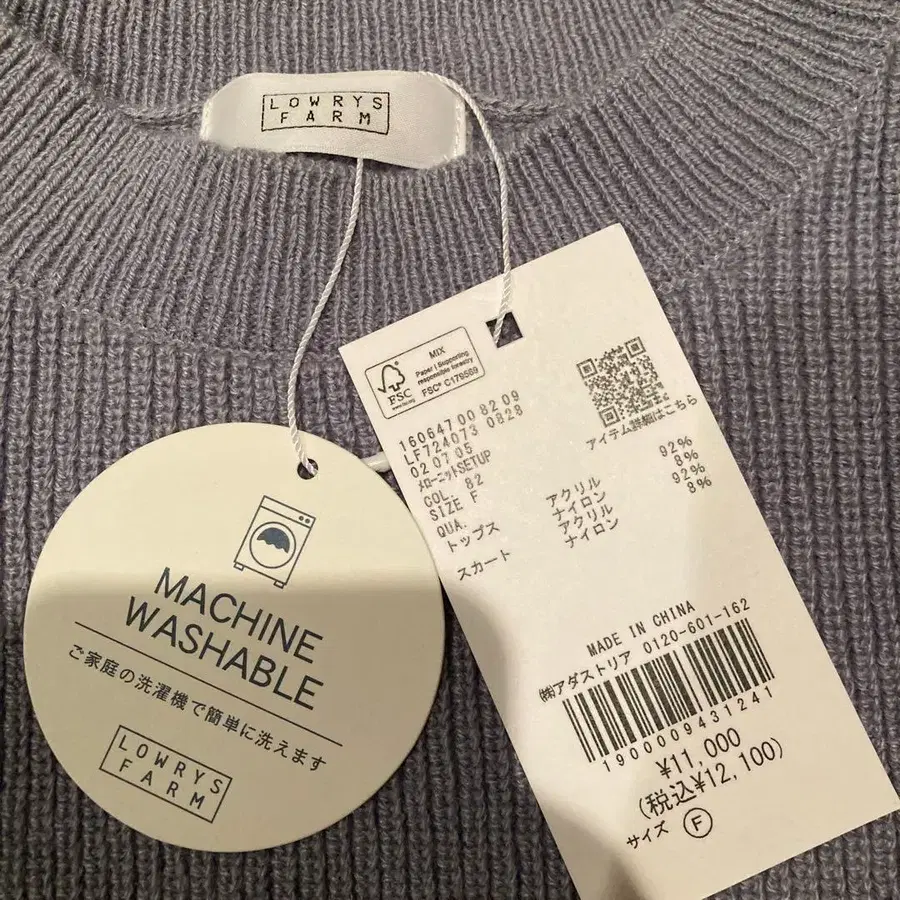 LOWRYS
FARM
MIX
Paper | Supporting
responsible forestry
FSC® C179589
FSC
www.fsc.org
160647 00 8209
LF724073 0828
02 07 05
ﾒﾛｰﾆｯﾄSETUP
COL. 82
SIZE F
QUA.
トップス アクリル 92%
ナイロン 8%
スカート アクリル 92%
ナイロン 8%
アイテム詳細はこちら
MADE IN CHINA
㈱アダストリア 0120-601-162
1900009431241
¥11,000
(税込¥12,100)
サイズ Ⓕ
MACHINE
WASHABLE
ご家庭の洗濯機で簡単に洗えます
LOWRYS
FARM